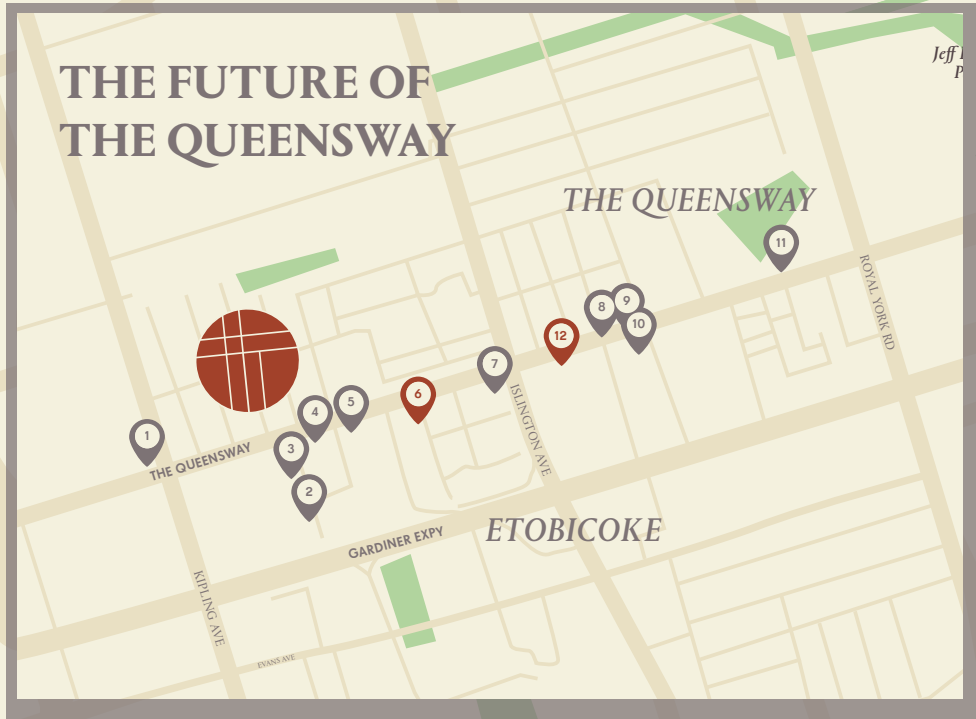 THE FUTURE OF
THE QUEENSWAY
Jeff
P
THE QUEENSWAY
11
ROYAL YORK RD
9
8
10
12
7
6
5
4
1
3
2
THE QUEENSWAY
ISLINGTON AVE
ETOBICOKE
GARDINER EXPY
KIPLING AVE
EVANS AVE